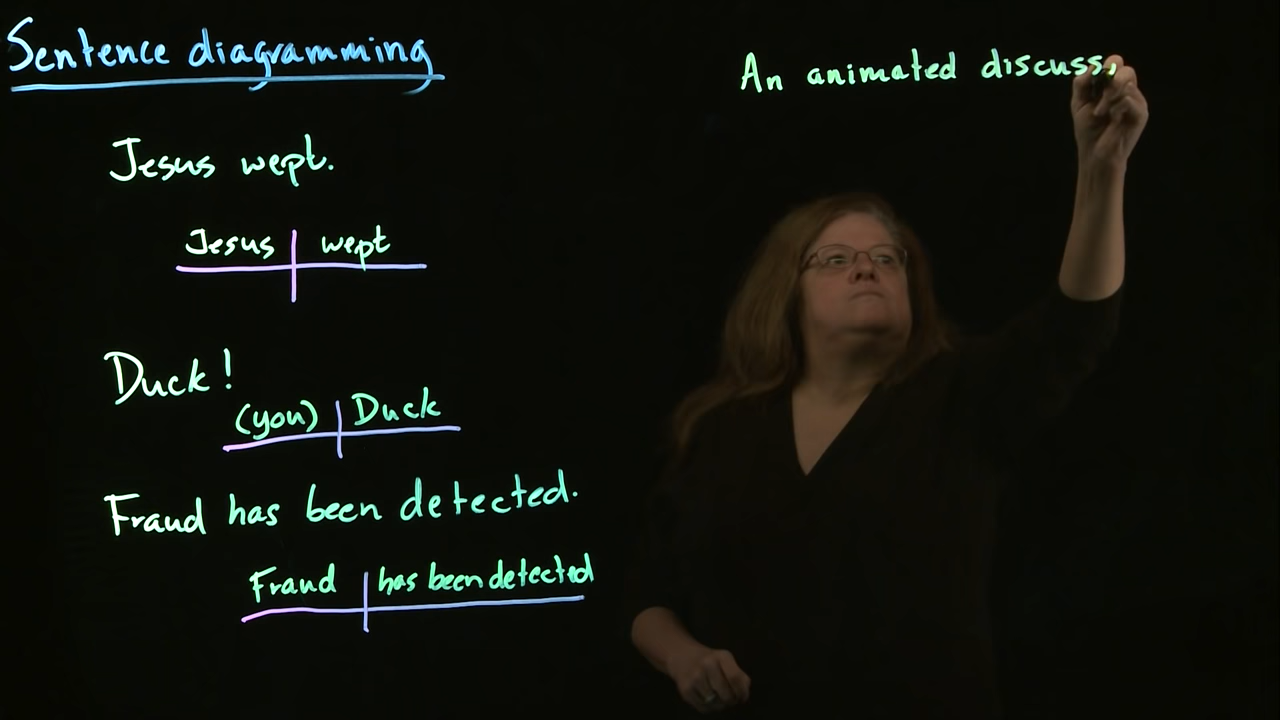 Sentence diagramming
Jesus wept.
Jesus wept
Duck!
(you) Duck
Fraud has been detected.
Fraud has been detected
An animated discuss